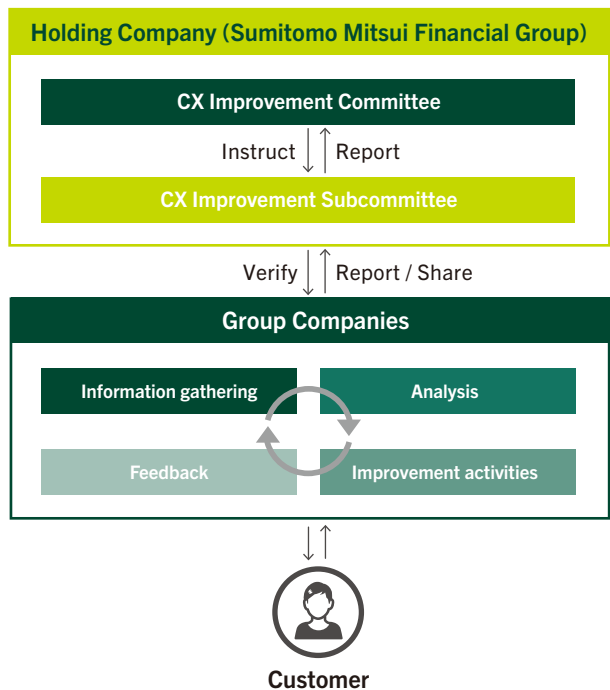 Holding Company (Sumitomo Mitsui Financial Group)
CX Improvement Committee
Instruct Report
CX Improvement Subcommittee
Verify Report / Share
Group Companies
Information gathering Analysis
Feedback Improvement activities
Customer